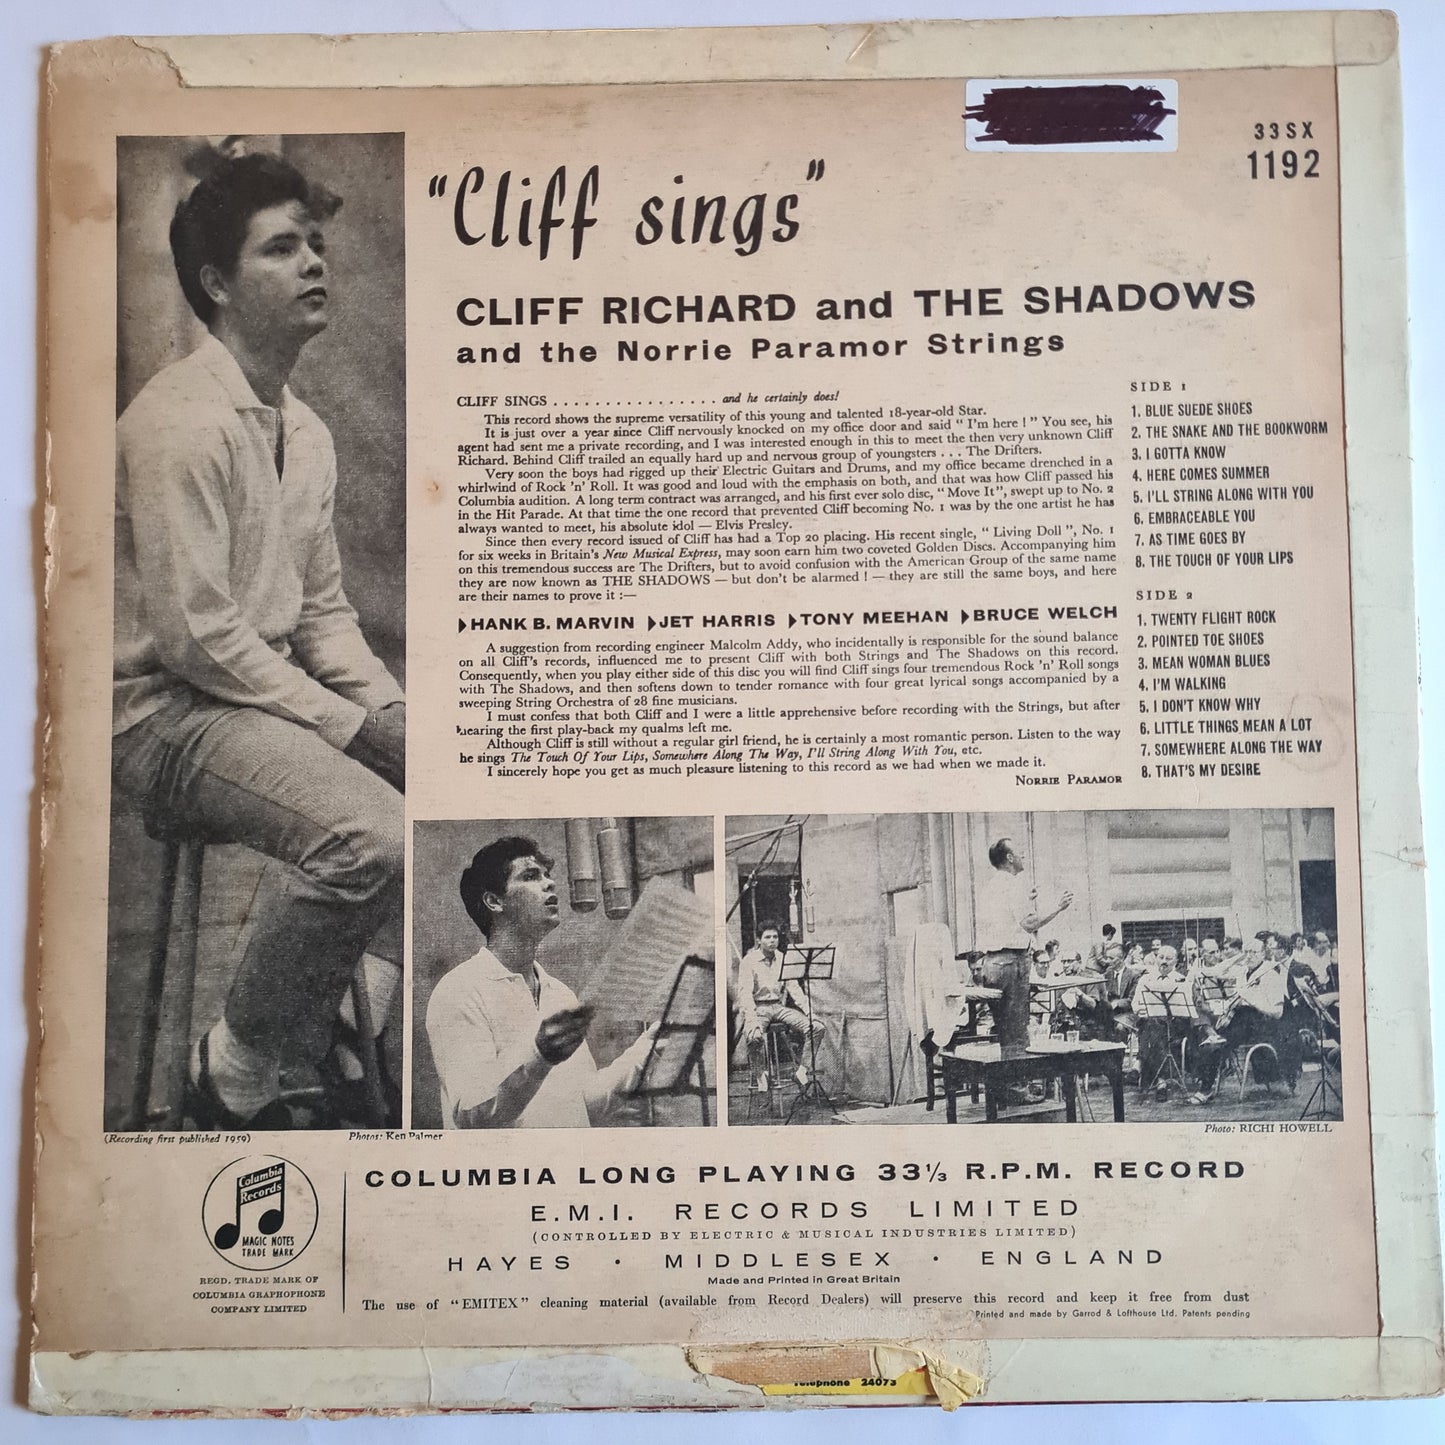 33SX
1192
"Cliff sings"
CLIFF RICHARD and THE SHADOWS
and the Norrie Paramor Strings
CLIFF SINGS . . . . . . . . . . . . . . . . and he certainly does!
This record shows the supreme versatility of this young and talented 18-year-old Star.
It is just over a year since Cliff nervously knocked on my office door and said " I'm here ! " You see, his
agent had sent me a private recording, and I was interested enough in this to meet the then very unknown Cliff
Richard. Behind Cliff trailed an equally hard up and nervous group of youngsters . . . The Drifters.
Very soon the boys had rigged up their Electric Guitars and Drums, and my office became drenched in a
whirlwind of Rock 'n' Roll. It was good and loud with the emphasis on both, and that was how Cliff passed his
Columbia audition. A long term contract was arranged, and his first ever solo disc, " Move It ", swept up to No. 2
in the Hit Parade. At that time the one record that prevented Cliff becoming No. 1 was by the one artist he has
always wanted to meet, his absolute idol — Elvis Presley.
Since then every record issued of Cliff has had a Top 20 placing. His recent single, " Living Doll ", No. 1
for six weeks in Britain's New Musical Express, may soon earn him two coveted Golden Discs. Accompanying him
on this tremendous success are The Drifters, but to avoid confusion with the American Group of the same name
they are now known as THE SHADOWS — but don't be alarmed ! — they are still the same boys, and here
are their names to prove it :—
HANK B. MARVIN JET HARRIS TONY MEEHAN BRUCE WELCH
A suggestion from recording engineer Malcolm Addy, who incidentally is responsible for the sound balance
on all Cliff's records, influenced me to present Cliff with both Strings and The Shadows on this record.
Consequently, when you play either side of this disc you will find Cliff sings four tremendous Rock 'n' Roll songs
with The Shadows, and then softens down to tender romance with four great lyrical songs accompanied by a
sweeping String Orchestra of 28 fine musicians.
I must confess that both Cliff and I were a little apprehensive before recording with the Strings, but after
hearing the first play-back my qualms left me.
Although Cliff is still without a regular girl friend, he is certainly a most romantic person. Listen to the way
he sings The Touch Of Your Lips, Somewhere Along The Way, I'll String Along With You, etc.
I sincerely hope you get as much pleasure listening to this record as we had when we made it.
NORRIE PARAMOR
SIDE 1
1. BLUE SUEDE SHOES
2. THE SNAKE AND THE BOOKWORM
3. I GOTTA KNOW
4. HERE COMES SUMMER
5. I'LL STRING ALONG WITH YOU
6. EMBRACEABLE YOU
7. AS TIME GOES BY
8. THE TOUCH OF YOUR LIPS
SIDE 2
1. TWENTY FLIGHT ROCK
2. POINTED TOE SHOES
3. MEAN WOMAN BLUES
4. I'M WALKING
5. I DON'T KNOW WHY
6. LITTLE THINGS MEAN A LOT
7. SOMEWHERE ALONG THE WAY
8. THAT'S MY DESIRE
(Recording first published 1959)
Photos: Ken Palmer
Photo: RICHI HOWELL
Columbia
Records
MAGIC NOTES
TRADE MARK
REGD. TRADE MARK OF
COLUMBIA GRAPHOPHONE
COMPANY LIMITED
COLUMBIA LONG PLAYING 33⅓ R.P.M. RECORD
E.M.I. RECORDS LIMITED
(CONTROLLED BY ELECTRIC & MUSICAL INDUSTRIES LIMITED)
HAYES · MIDDLESEX · ENGLAND
Made and Printed in Great Britain
The use of "EMITEX" cleaning material (available from Record Dealers) will preserve this record and keep it free from dust
Printed and made by Garrod & Lofthouse Ltd. Patents pending
Telephone 24073